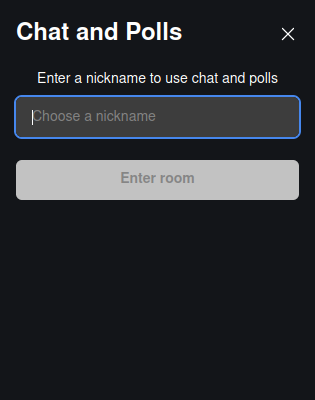 Chat and Polls
Enter a nickname to use chat and polls
Choose a nickname
Enter room